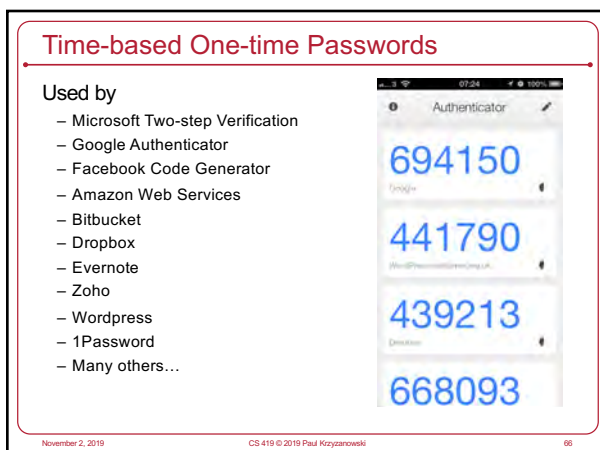 Time-based One-time Passwords
Used by
– Microsoft Two-step Verification
– Google Authenticator
– Facebook Code Generator
– Amazon Web Services
– Bitbucket
– Dropbox
– Evernote
– Zoho
– Wordpress
– 1Password
– Many others…
07:24
100%
Authenticator
694150
Google
441790
439213
Dropbox
668093
November 2, 2019
CS 419 © 2019 Paul Krzyzanowski
66